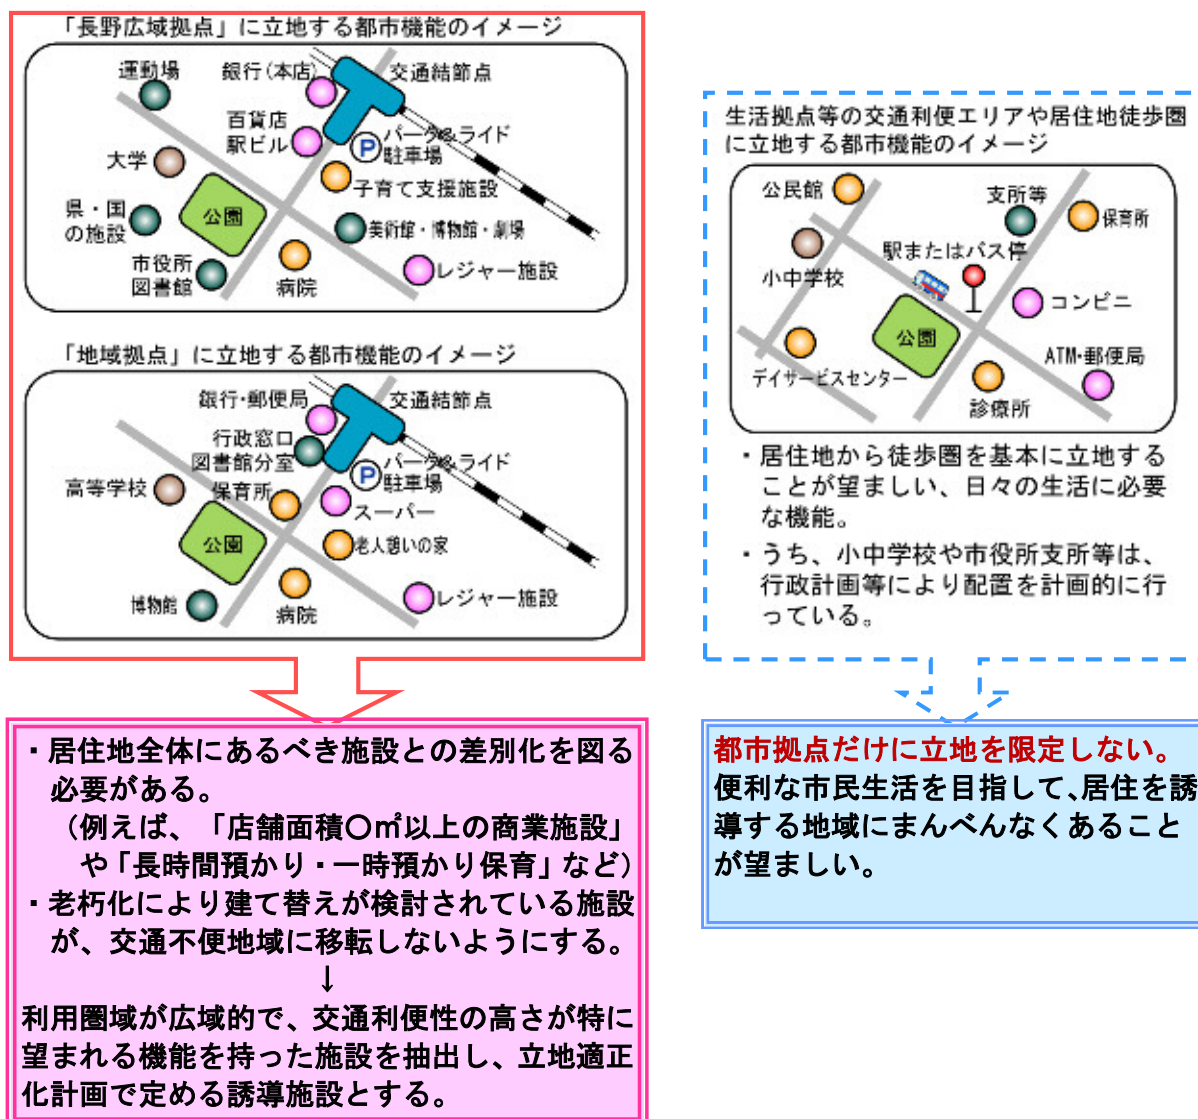 「長野広域拠点」に立地する都市機能のイメージ
運動場
銀行(本店)
交通結節点
百貨店
駅ビル
P
パーク&ライド
駐車場
大学
子育て支援施設
県・国
の施設
公園
美術館・博物館・劇場
市役所
図書館
病院
レジャー施設
「地域拠点」に立地する都市機能のイメージ
銀行・郵便局
交通結節点
行政窓口
図書館分室
P
パーク&ライド
駐車場
高等学校
保育所
スーパー
公園
老人憩いの家
博物館
病院
レジャー施設
・居住地全体にあるべき施設との差別化を図る
必要がある。
(例えば、「店舗面積〇㎡以上の商業施設」
や「長時間預かり・一時預かり保育」など)
・老朽化により建て替えが検討されている施設
が、交通不便地域に移転しないようにする。
↓
利用圏域が広域的で、交通利便性の高さが特に
望まれる機能を持った施設を抽出し、立地適正
化計画で定める誘導施設とする。
生活拠点等の交通利便エリアや居住地徒歩圏
に立地する都市機能のイメージ
公民館
支所等
保育所
小中学校
駅またはバス停
コンビニ
公園
デイサービスセンター
ATM・郵便局
診療所
・居住地から徒歩圏を基本に立地する
ことが望ましい、日々の生活に必要
な機能。
・うち、小中学校や市役所支所等は、
行政計画等により配置を計画的に行
っている。
都市拠点だけに立地を限定しない。
便利な市民生活を目指して、居住を誘
導する地域にまんべんなくあること
が望ましい。